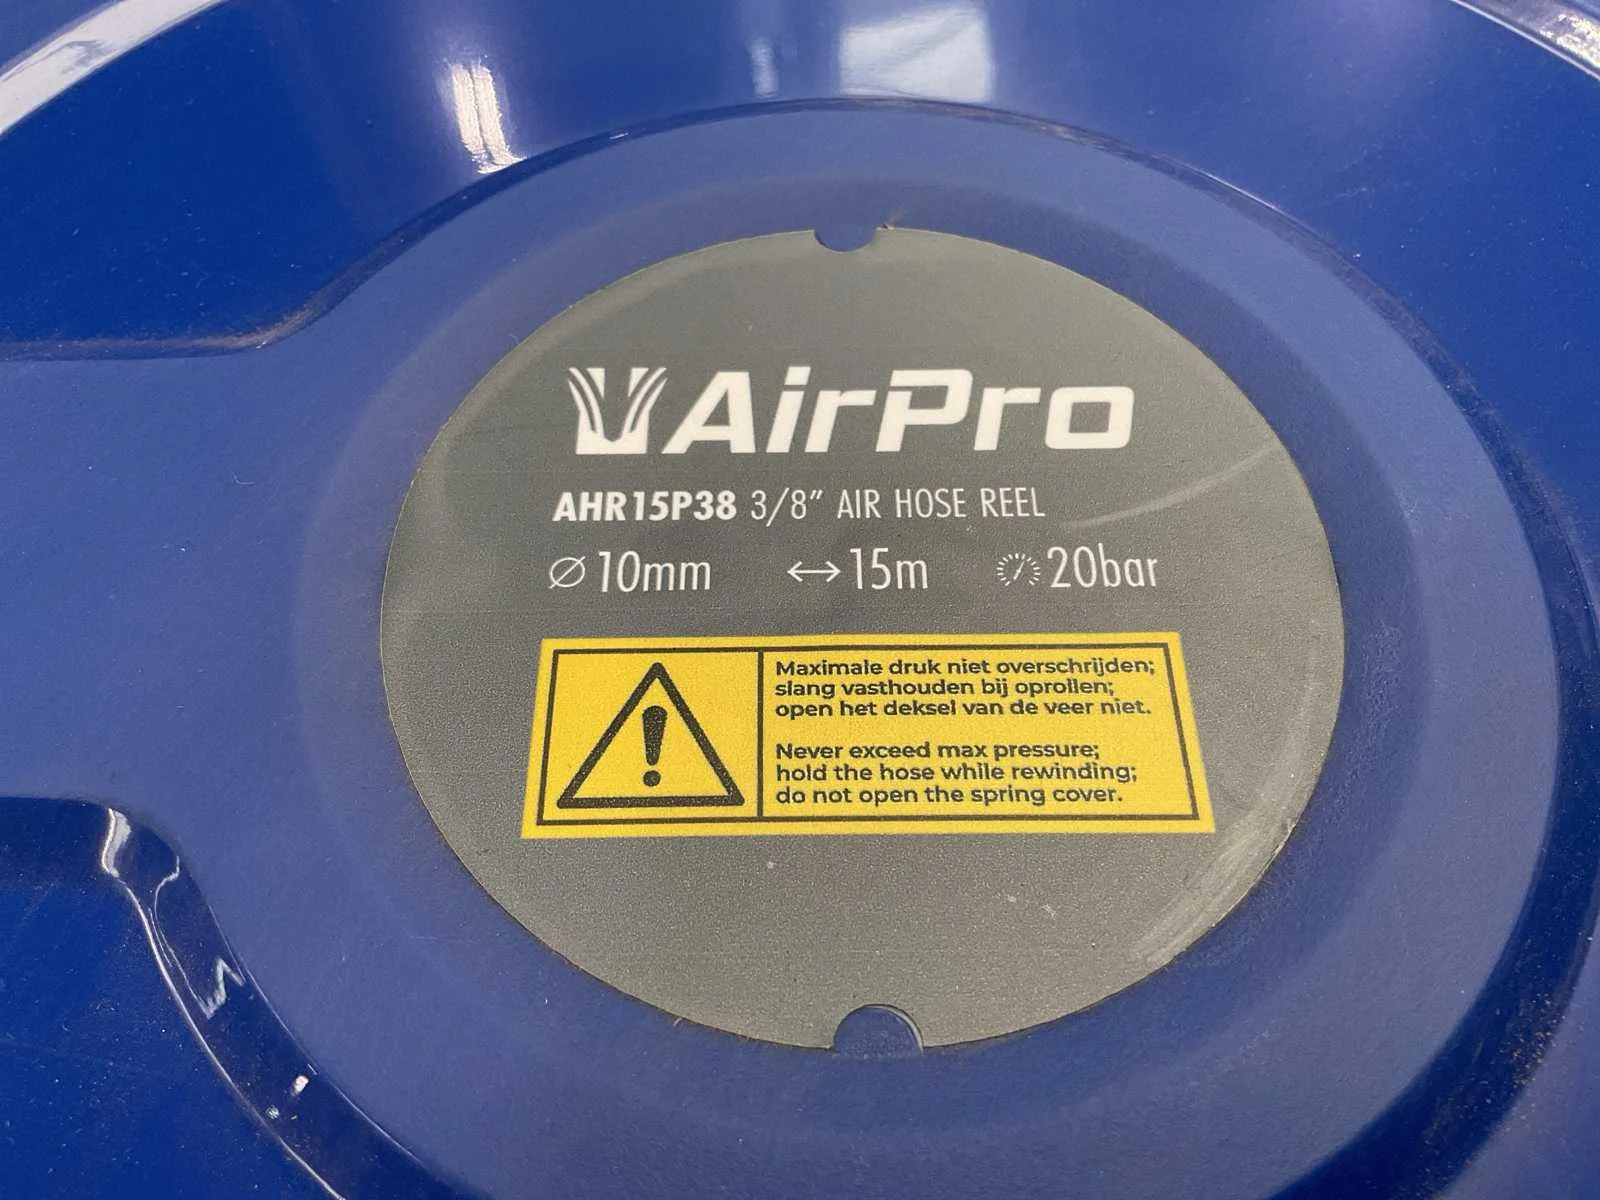 AirPro
AHR15P38 3/8" AIR HOSE REEL
Ø 10mm ↔ 15m 20bar
Maximale druk niet overschrijden;
slang vasthouden bij oprollen;
open het deksel van de veer niet.
Never exceed max pressure;
hold the hose while rewinding;
do not open the spring cover.